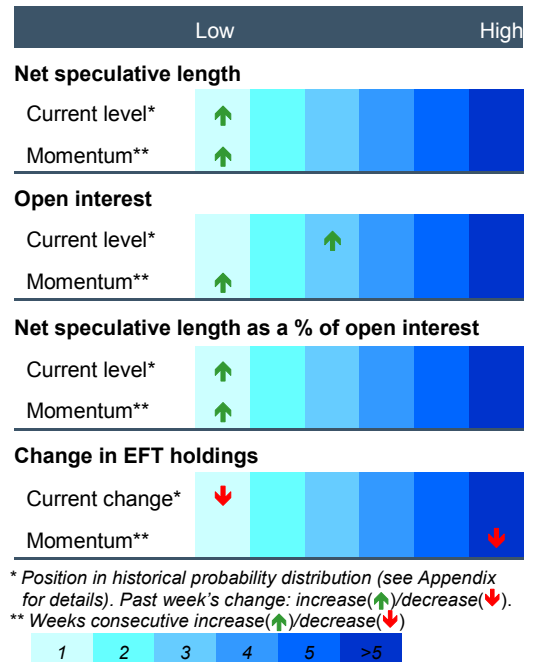 Low High
Net speculative length
Current level*
Momentum**
Open interest
Current level*
Momentum**
Net speculative length as a % of open interest
Current level*
Momentum**
Change in EFT holdings
Current change*
Momentum**
* Position in historical probability distribution (see Appendix
for details). Past week's change: increase(↑)/decrease(↓).
** Weeks consecutive increase(↑)/decrease(↓)
1 2 3 4 5 >5